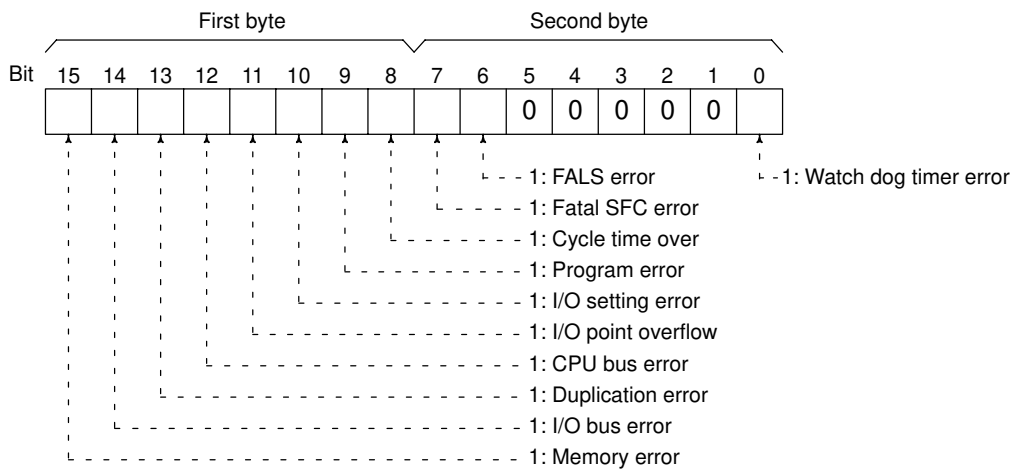 First byte Second byte
Bit 15 14 13 12 11 10 9 8 7 6 5 4 3 2 1 0
0 0 0 0 0
1: FALS error 1: Watch dog timer error
1: Fatal SFC error
1: Cycle time over
1: Program error
1: I/O setting error
1: I/O point overflow
1: CPU bus error
1: Duplication error
1: I/O bus error
1: Memory error